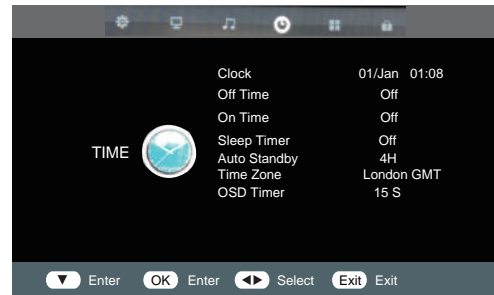 Clock 01/Jan 01:08
Off Time Off
On Time Off
Sleep Timer Off
TIME
Auto Standby 4H
Time Zone London GMT
OSD Timer 15 S
▼ Enter OK Enter ◀▶ Select Exit Exit